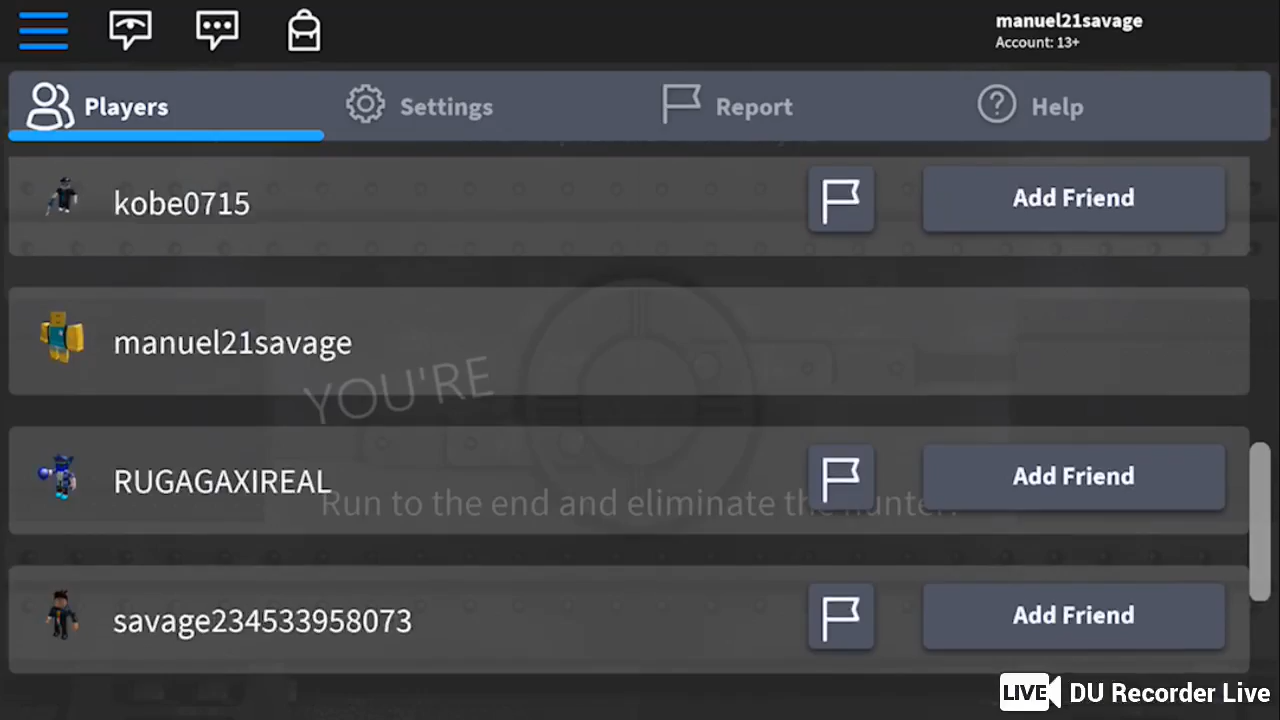 manuel21savage
Account: 13+
Players
Settings
Report
Help
kobe0715
Add Friend
manuel21savage
YOU'RE
RUGAGAXIREAL
Add Friend
Run to the end and eliminate the hunter!
savage234533958073
Add Friend
LIVE DU Recorder Live